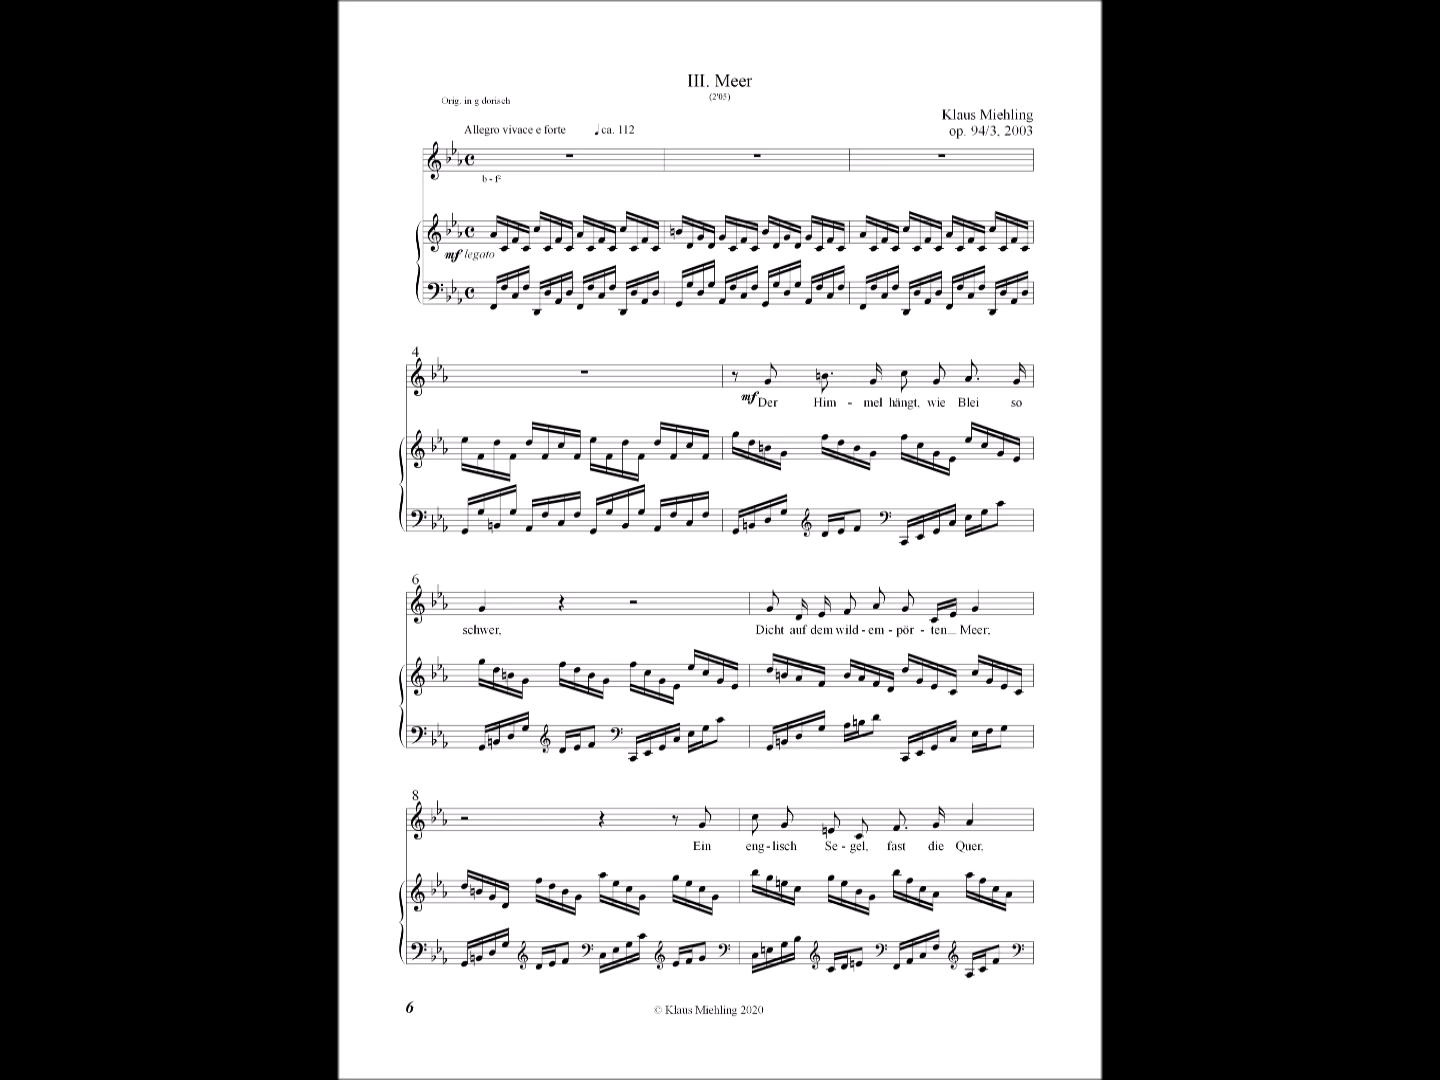 III. Meer
(2'05)
Orig. in g dorisch
Klaus Miehling
Allegro vivace e forte ♩ca. 112
op. 94/3, 2003
b - f²
mf legato
4
mf
Der Him - mel hängt, wie Blei so
6
schwer, Dicht auf dem wild - em - pör - ten_ Meer;
8
Ein eng - lisch Se - gel, fast die Quer,
6
© Klaus Miehling 2020